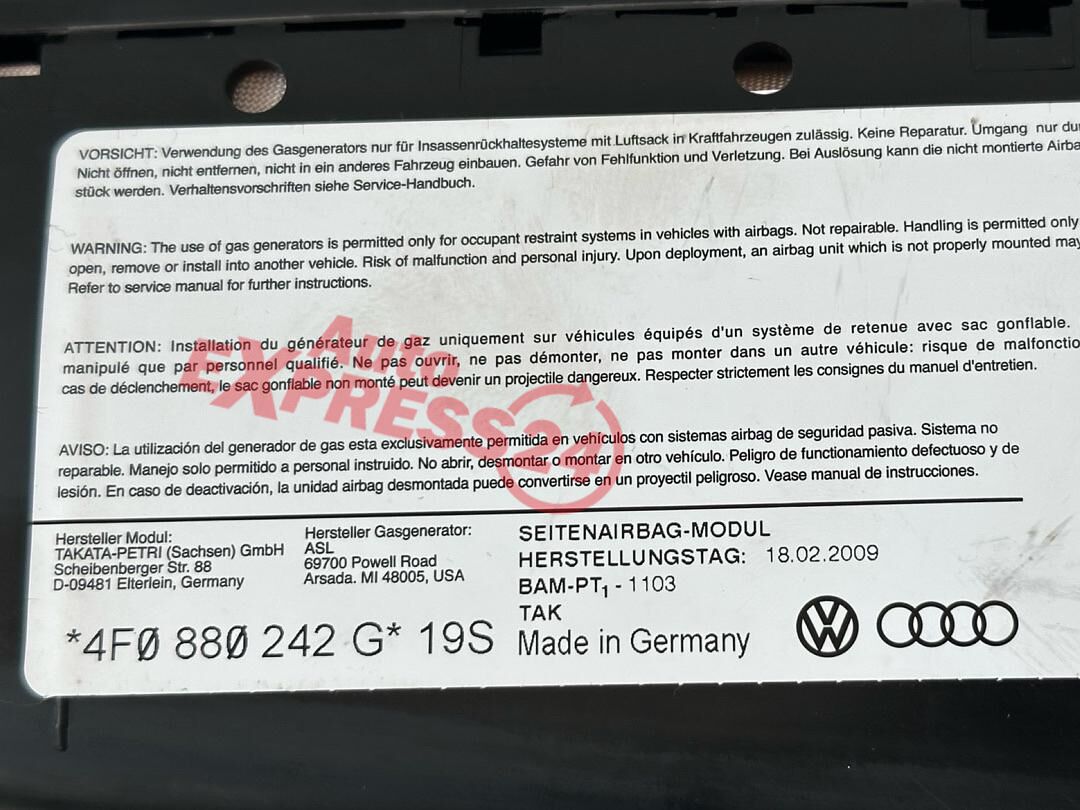 VORSICHT: Verwendung des Gasgenerators nur für Insassenrückhaltesysteme mit Luftsack in Kraftfahrzeugen zulässig. Keine Reparatur. Umgang nur
Nicht öffnen, nicht entfernen, nicht in ein anderes Fahrzeug einbauen. Gefahr von Fehlfunktion und Verletzung. Bei Auslösung kann die nicht montierte
stück werden. Verhaltensvorschriften siehe Service-Handbuch.
WARNING: The use of gas generators is permitted only for occupant restraint systems in vehicles with airbags. Not repairable. Handling is permitted only
open, remove or install into another vehicle. Risk of malfunction and personal injury. Upon deployment, an airbag unit which is not properly mounted may
Refer to service manual for further instructions.
ATTENTION: Installation du générateur de gaz uniquement sur véhicules équipés d'un système de retenue avec sac gonflable.
manipulé que par personnel qualifié. Ne pas ouvrir, ne pas démonter, ne pas monter dans un autre véhicule: risque de malfonctio
cas de déclenchement, le sac gonflable non monté peut devenir un projectile dangereux. Respecter strictement les consignes du manuel d'entretien.
Auto
EXPRESS24
AVISO: La utilización del generador de gas esta exclusivamente permitida en vehículos con sistemas airbag de seguridad pasiva. Sistema no
reparable. Manejo solo permitido a personal instruido. No abrir, desmontar o montar en otro vehículo. Peligro de funcionamiento defectuoso y de
lesión. En caso de deactivación, la unidad airbag desmontada puede convertirse en un proyectil peligroso. Vease manual de instrucciones.
Hersteller Modul:
TAKATA-PETRI (Sachsen) GmbH
Scheibenberger Str. 88
D-09481 Elterlein, Germany
Hersteller Gasgenerator:
ASL
69700 Powell Road
Arsada. MI 48005, USA
*4FØ 88Ø 242 G* 19S
SEITENAIRBAG-MODUL
HERSTELLUNGSTAG: 18.02.2009
BAM-PT₁ - 1103
TAK
Made in Germany
VW